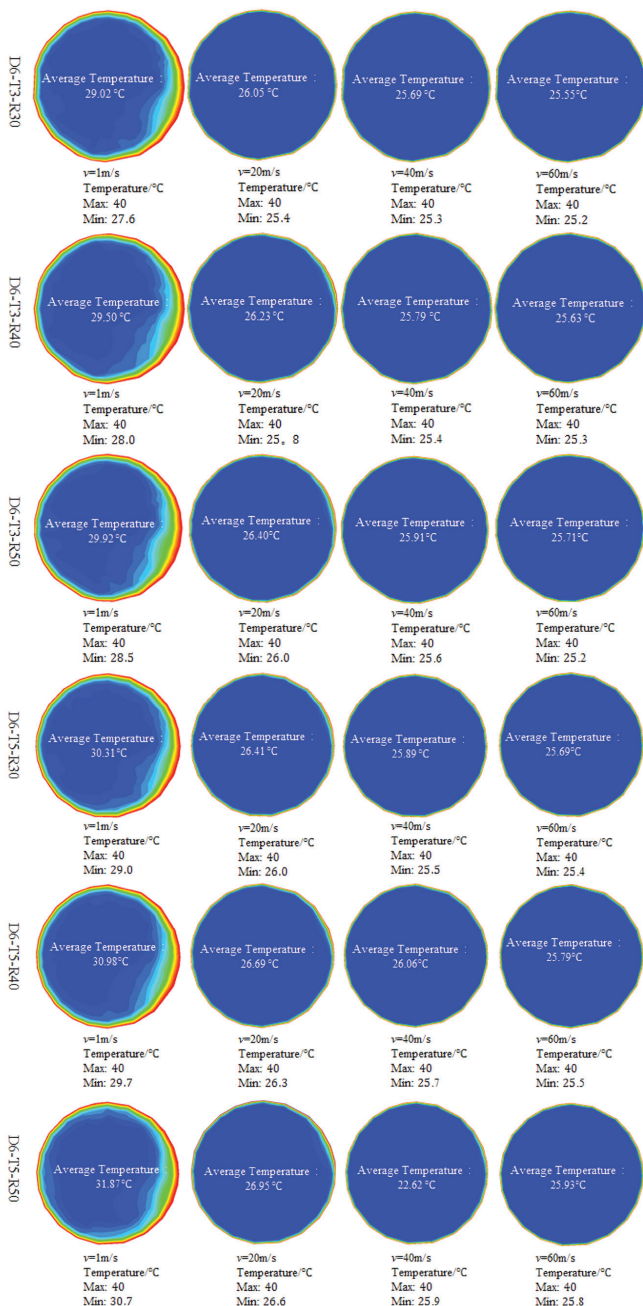 D6-T3-R30
Average Temperature :
29.02 °C
Average Temperature :
26.05 °C
Average Temperature :
25.69 °C
Average Temperature :
25.55 °C
v=1m/s
Temperature/°C
Max: 40
Min: 27.6
v=20m/s
Temperature/°C
Max: 40
Min: 25.4
v=40m/s
Temperature/°C
Max: 40
Min: 25.3
v=60m/s
Temperature/°C
Max: 40
Min: 25.2
D6-T3-R40
Average Temperature :
29.50 °C
Average Temperature :
26.23 °C
Average Temperature :
25.79 °C
Average Temperature :
25.63 °C
v=1m/s
Temperature/°C
Max: 40
Min: 28.0
v=20m/s
Temperature/°C
Max: 40
Min: 25。8
v=40m/s
Temperature/°C
Max: 40
Min: 25.4
v=60m/s
Temperature/°C
Max: 40
Min: 25.3
D6-T3-R50
Average Temperature :
29.92 °C
Average Temperature :
26.40°C
Average Temperature :
25.91°C
Average Temperature :
25.71°C
v=1m/s
Temperature/°C
Max: 40
Min: 28.5
v=20m/s
Temperature/°C
Max: 40
Min: 26.0
v=40m/s
Temperature/°C
Max: 40
Min: 25.6
v=60m/s
Temperature/°C
Max: 40
Min: 25.2
D6-T5-R30
Average Temperature :
30.31°C
Average Temperature :
26.41°C
Average Temperature :
25.89°C
Average Temperature :
25.69°C
v=1m/s
Temperature/°C
Max: 40
Min: 29.0
v=20m/s
Temperature/°C
Max: 40
Min: 26.0
v=40m/s
Temperature/°C
Max: 40
Min: 25.5
v=60m/s
Temperature/°C
Max: 40
Min: 25.4
D6-T5-R40
Average Temperature :
30.98°C
Average Temperature :
26.69°C
Average Temperature :
26.06°C
Average Temperature :
25.79°C
v=1m/s
Temperature/°C
Max: 40
Min: 29.7
v=20m/s
Temperature/°C
Max: 40
Min: 26.3
v=40m/s
Temperature/°C
Max: 40
Min: 25.7
v=60m/s
Temperature/°C
Max: 40
Min: 25.5
D6-T5-R50
Average Temperature :
31.87°C
Average Temperature :
26.95°C
Average Temperature :
22.62°C
Average Temperature :
25.93°C
v=1m/s
Temperature/°C
Max: 40
Min: 30.7
v=20m/s
Temperature/°C
Max: 40
Min: 26.6
v=40m/s
Temperature/°C
Max: 40
Min: 25.9
v=60m/s
Temperature/°C
Max: 40
Min: 25.8